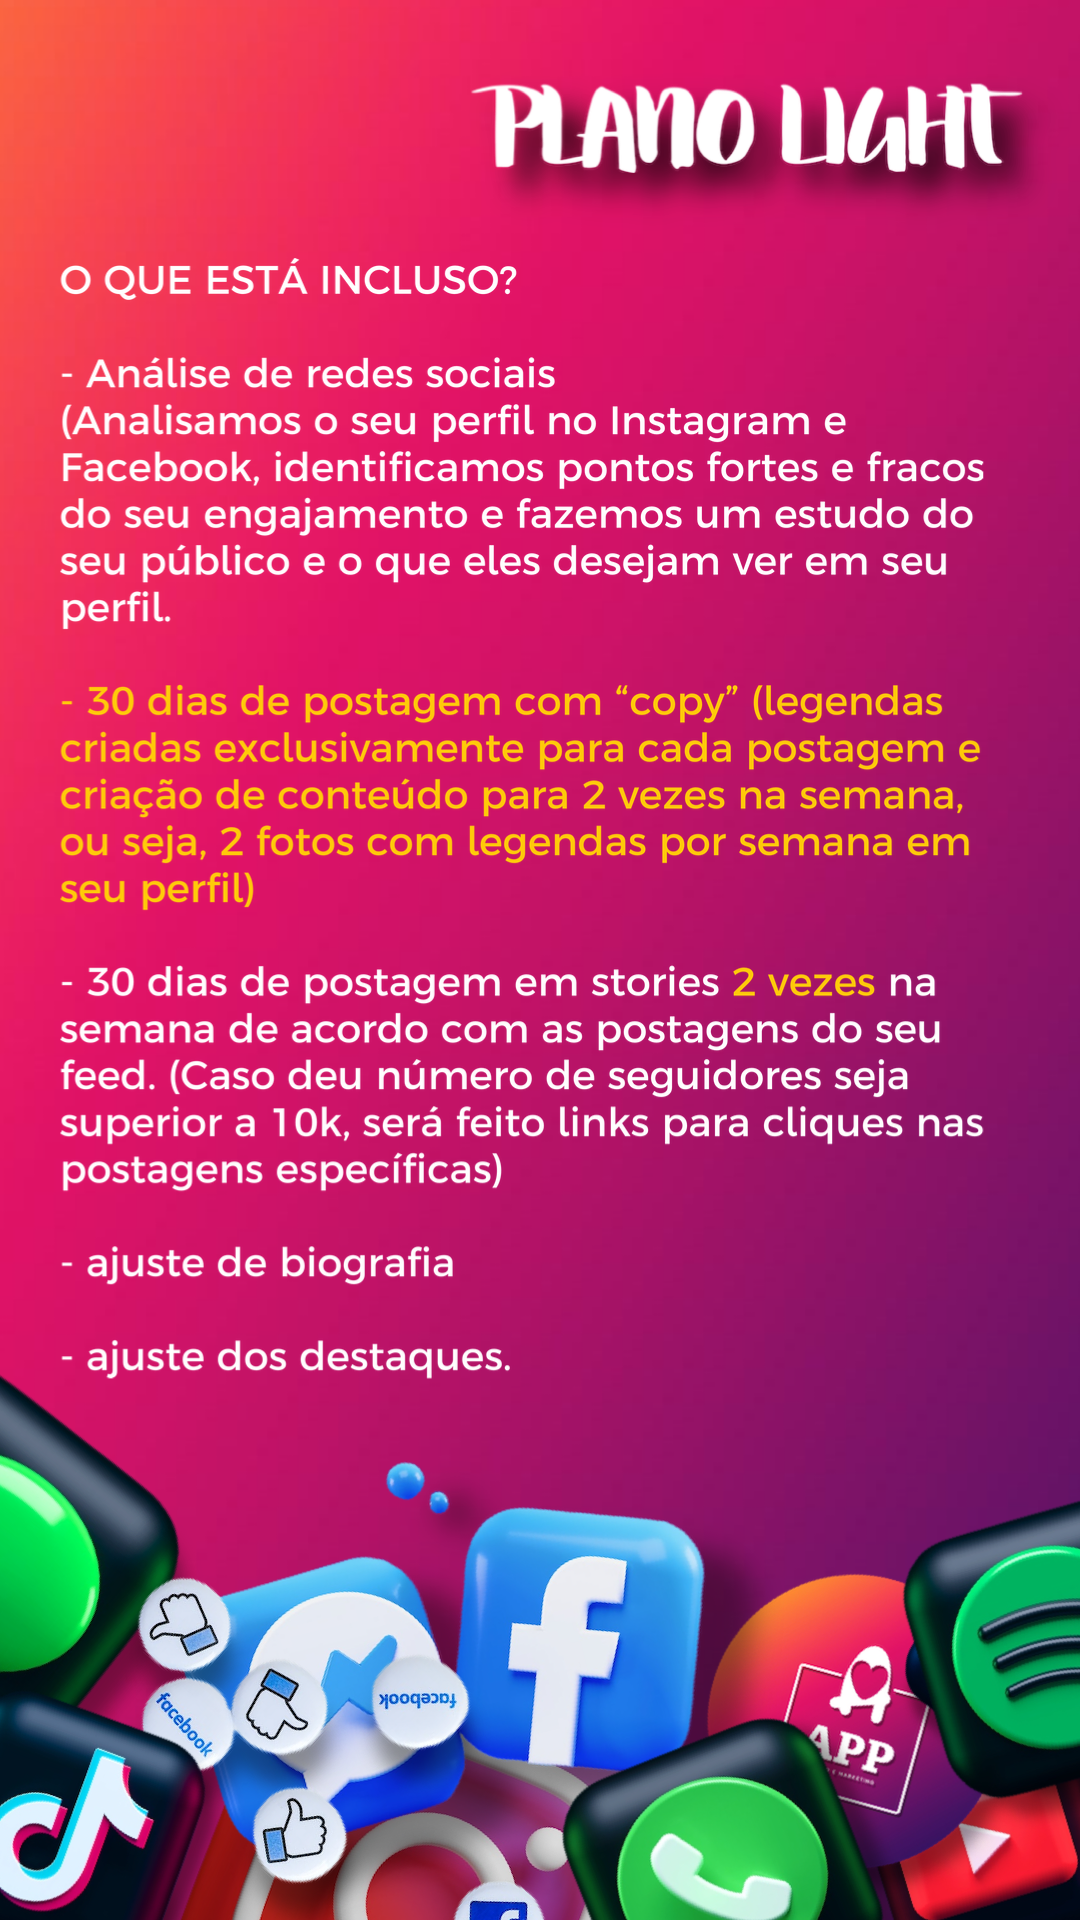 PLANO LIGHT
O QUE ESTÁ INCLUSO?
- Análise de redes sociais
(Analisamos o seu perfil no Instagram e
Facebook, identificamos pontos fortes e fracos
do seu engajamento e fazemos um estudo do
seu público e o que eles desejam ver em seu
perfil.
- 30 dias de postagem com “copy” (legendas
criadas exclusivamente para cada postagem e
criação de conteúdo para 2 vezes na semana,
ou seja, 2 fotos com legendas por semana em
seu perfil)
- 30 dias de postagem em stories 2 vezes na
semana de acordo com as postagens do seu
feed. (Caso deu número de seguidores seja
superior a 10k, será feito links para cliques nas
postagens específicas)
- ajuste de biografia
- ajuste dos destaques.
facebook
facebook
APP
E MARKETING